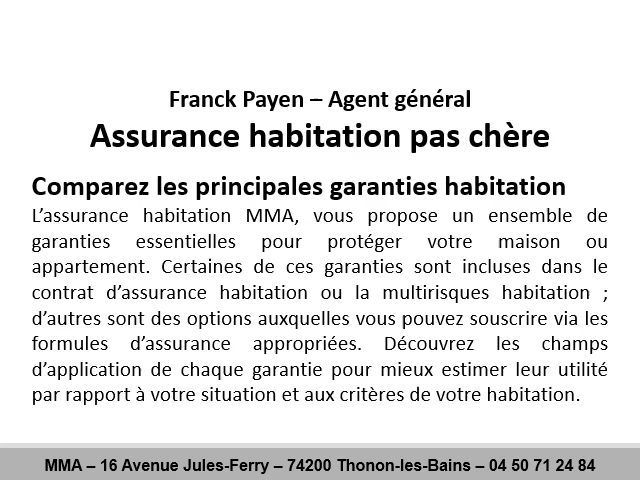 Franck Payen – Agent général
Assurance habitation pas chère
Comparez les principales garanties habitation
L’assurance habitation MMA, vous propose un ensemble de
garanties essentielles pour protéger votre maison ou
appartement. Certaines de ces garanties sont incluses dans le
contrat d’assurance habitation ou la multirisques habitation ;
d’autres sont des options auxquelles vous pouvez souscrire via les
formules d’assurance appropriées. Découvrez les champs
d’application de chaque garantie pour mieux estimer leur utilité
par rapport à votre situation et aux critères de votre habitation.
MMA – 16 Avenue Jules-Ferry – 74200 Thonon-les-Bains – 04 50 71 24 84